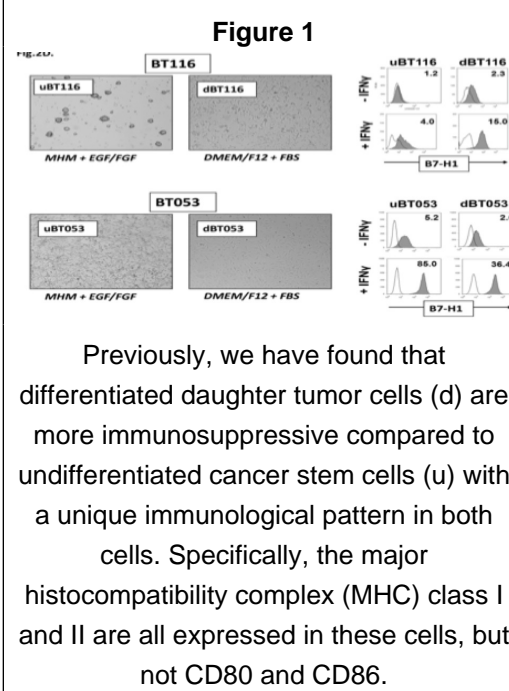 Figure 1
Fig.2D.
BT116
uBT116
dBT116
MHM + EGF/FGF
DMEM/F12 + FBS
uBT116
dBT116
- IFNγ
1.2
2.3
+ IFNγ
4.0
15.0
B7-H1
BT053
uBT053
dBT053
MHM + EGF/FGF
DMEM/F12 + FBS
uBT053
dBT053
- IFNγ
5.2
+ IFNγ
85.0
36.4
B7-H1
Previously, we have found that
differentiated daughter tumor cells (d) are
more immunosuppressive compared to
undifferentiated cancer stem cells (u) with
a unique immunological pattern in both
cells. Specifically, the major
histocompatibility complex (MHC) class I
and II are all expressed in these cells, but
not CD80 and CD86.